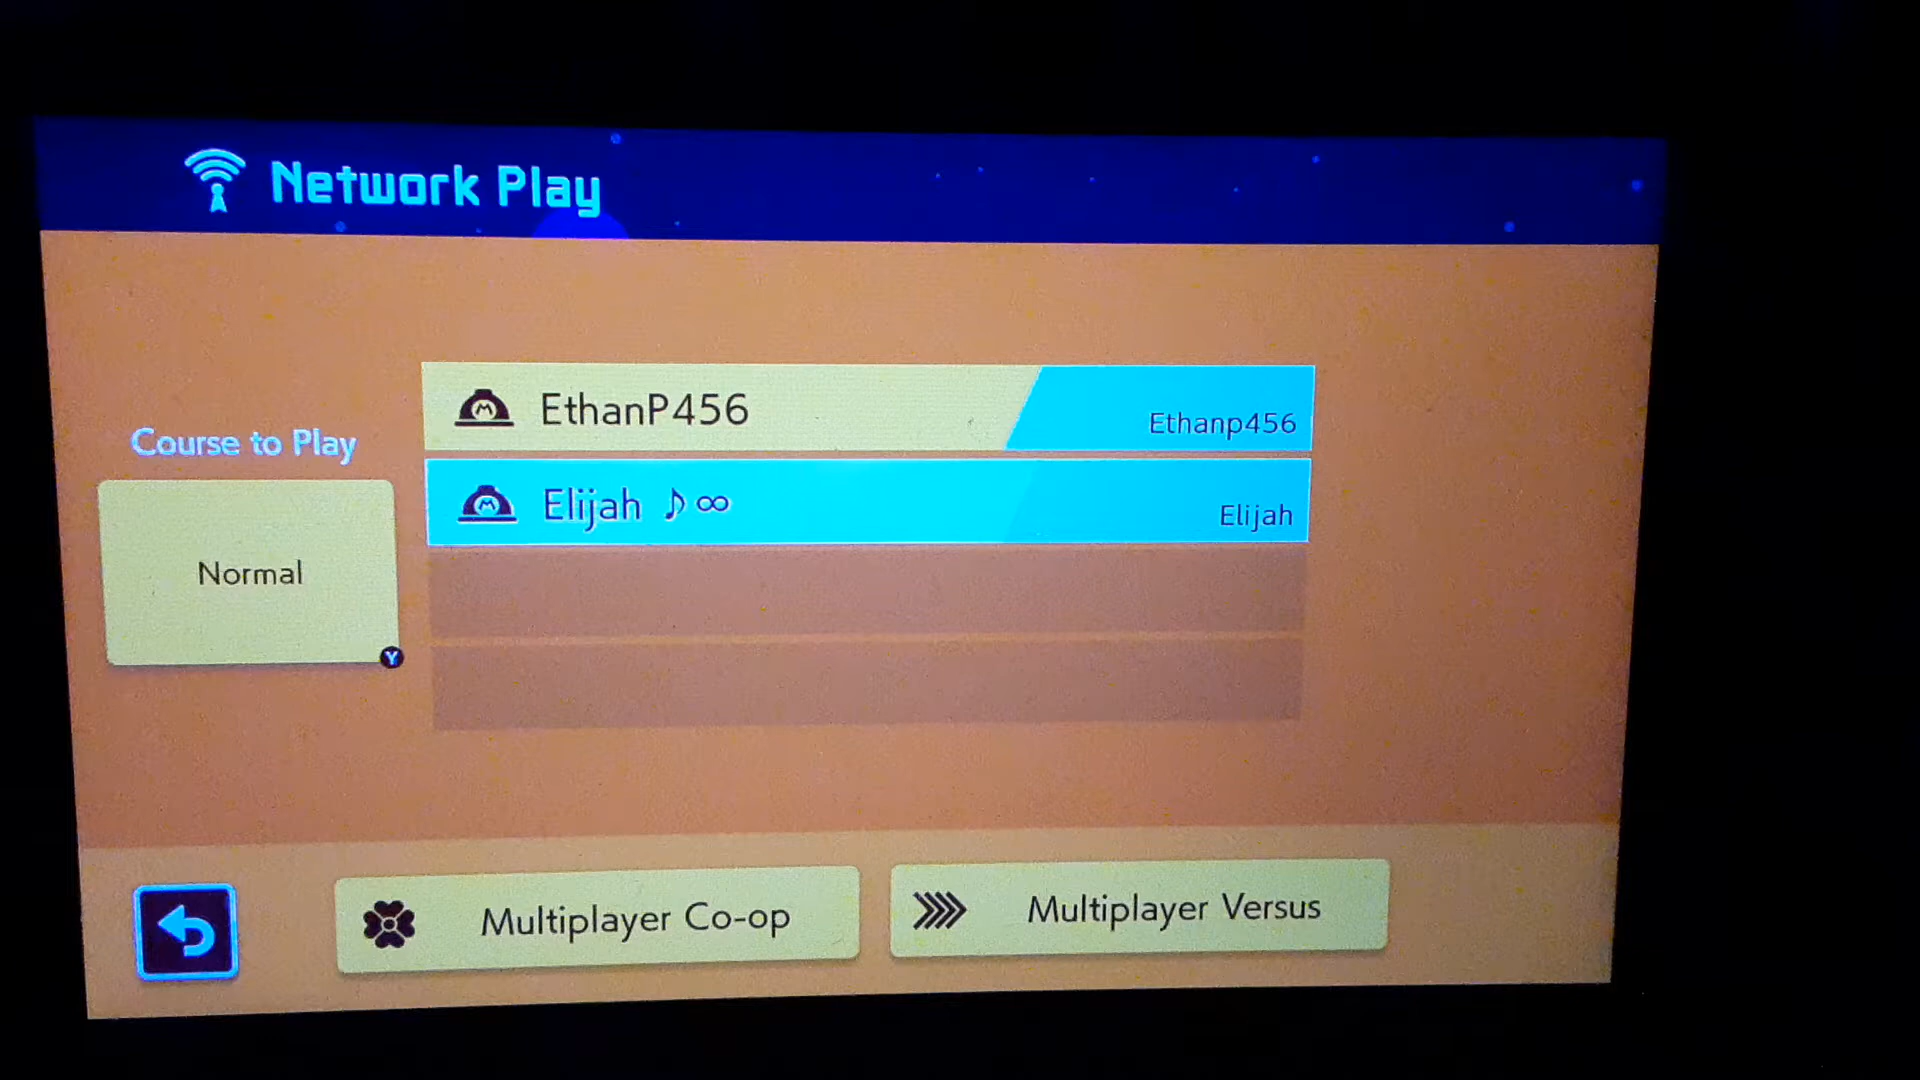 Network Play
EthanP456
Ethanp456
Course to Play
Elijah ♪∞
Elijah
Normal
Y
Multiplayer Co-op
Multiplayer Versus